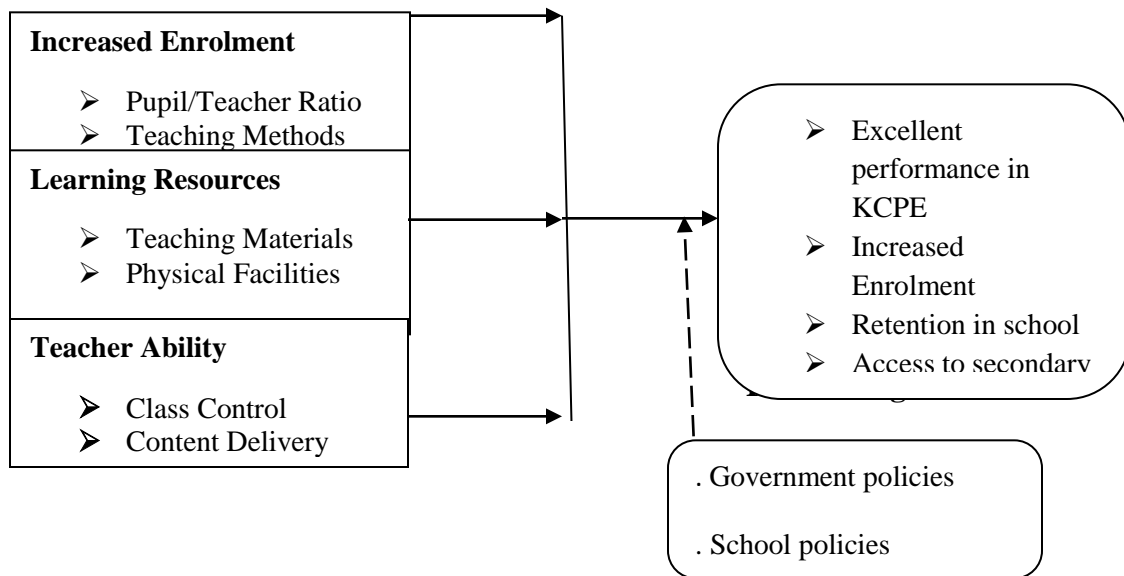 Increased Enrolment
➢ Pupil/Teacher Ratio
➢ Teaching Methods
Learning Resources
➢ Teaching Materials
➢ Physical Facilities
Teacher Ability
➢ Class Control
➢ Content Delivery
➢ Excellent
performance in
KCPE
➢ Increased
Enrolment
➢ Retention in school
➢ Access to secondary
. Government policies
. School policies